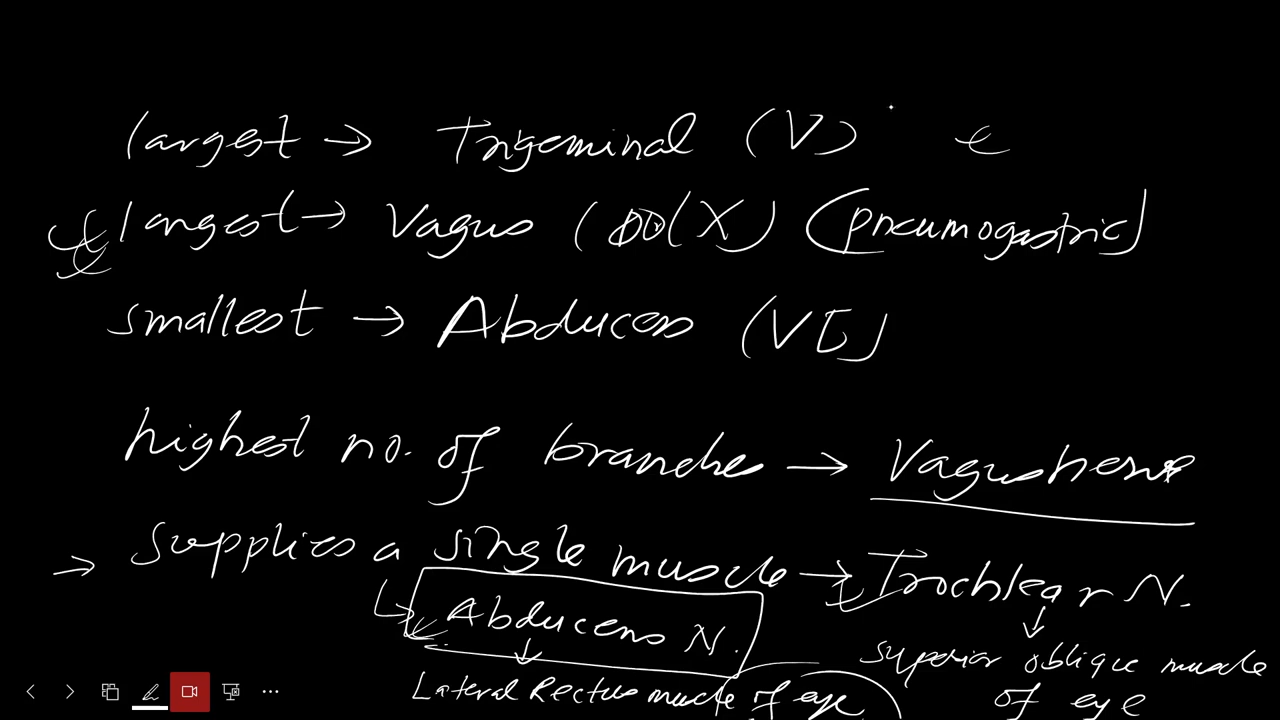 largest → Trigeminal (V)
largest → Vagus (X) (pneumogastric)
smallest → Abducens (VI)
highest no. of branches → Vagus nerve
→ Supplies a single muscle → Trochlear N.
Abducens N.
superior oblique muscle
of eye
Lateral Rectus muscle of eye